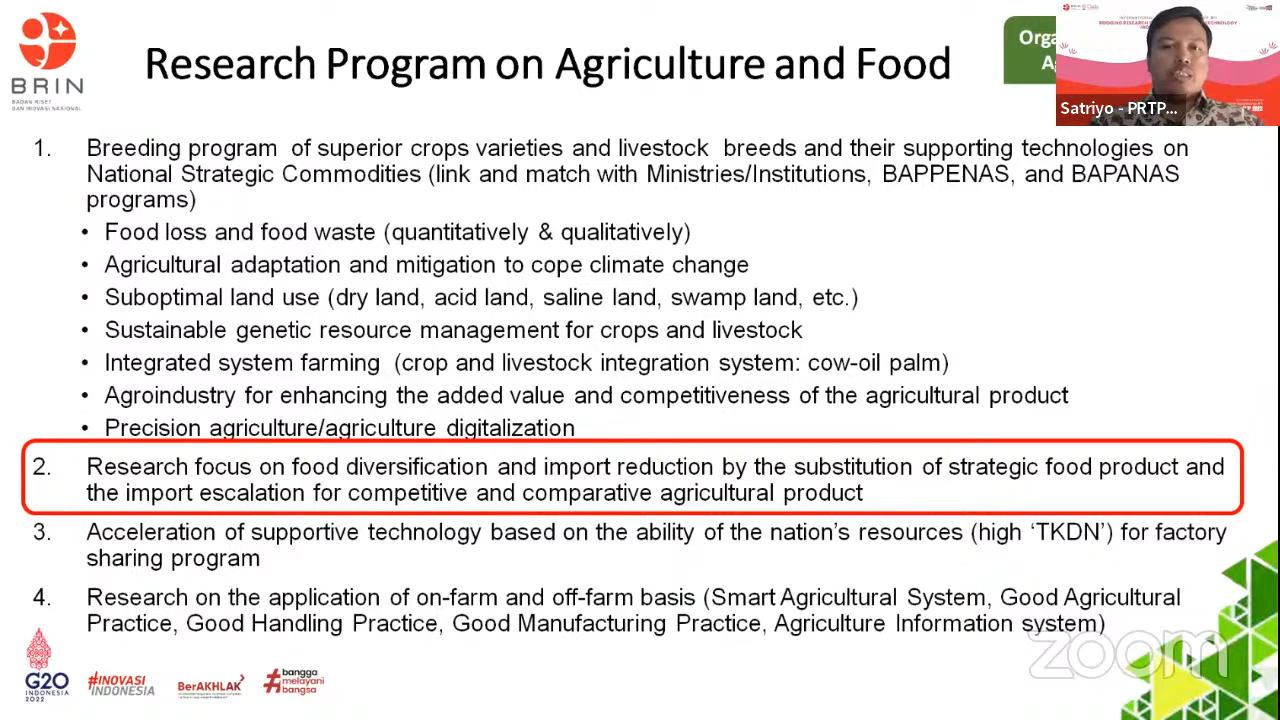 BRIN
BADAN RISET
DAN INOVASI NASIONAL
Research Program on Agriculture and Food
Orga
Ag
Satriyo - PRTP...
1. Breeding program of superior crops varieties and livestock breeds and their supporting technologies on
National Strategic Commodities (link and match with Ministries/Institutions, BAPPENAS, and BAPANAS
programs)
• Food loss and food waste (quantitatively & qualitatively)
• Agricultural adaptation and mitigation to cope climate change
• Suboptimal land use (dry land, acid land, saline land, swamp land, etc.)
• Sustainable genetic resource management for crops and livestock
• Integrated system farming (crop and livestock integration system: cow-oil palm)
• Agroindustry for enhancing the added value and competitiveness of the agricultural product
• Precision agriculture/agriculture digitalization
2. Research focus on food diversification and import reduction by the substitution of strategic food product and
the import escalation for competitive and comparative agricultural product
3. Acceleration of supportive technology based on the ability of the nation's resources (high 'TKDN') for factory
sharing program
4. Research on the application of on-farm and off-farm basis (Smart Agricultural System, Good Agricultural
Practice, Good Handling Practice, Good Manufacturing Practice, Agriculture Information system)
zoom
G20
INDONESIA
2022
#INOVASI
INDONESIA
BerAKHLAK
#bangga
melayani
bangsa